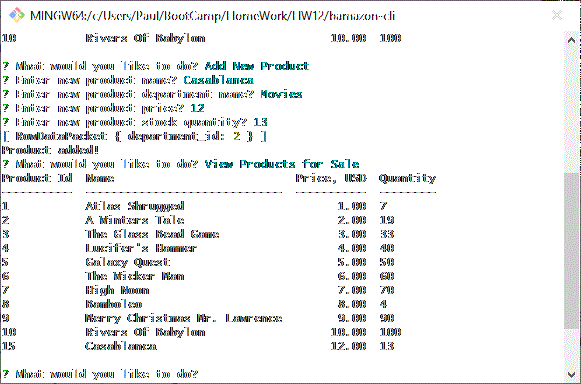 MINGW64:/c/Users/Paul/BootCamp/HomeWork/HW12/bamazon-cli
10 Rivers Of Babylon 10.00 100
? What would you like to do? Add New Product
? Enter new product name? Casablanca
? Enter new product department name? Movies
? Enter new product price? 12
? Enter new product stock quantity? 13
[ RowDataPacket { department_id: 2 } ]
Product added!
? What would you like to do? View Products for Sale
Product Id Name Price, USD Quantity
1 Atlas Shrugged 1.00 7
2 A Winters Tale 2.00 19
3 The Glass Bead Game 3.00 33
4 Lucifer's Hammer 4.00 40
5 Galaxy Quest 5.00 50
6 The Wicker Man 6.00 60
7 High Noon 7.00 70
8 Bamboleo 8.00 4
9 Merry Christmas Mr. Lawrence 9.00 90
10 Rivers Of Babylon 10.00 100
15 Casablanca 12.00 13
? What would you like to do?